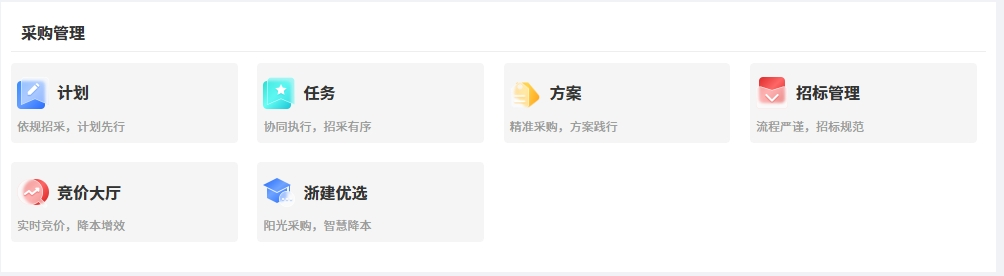 采购管理
计划
依规招采，计划先行
任务
协同执行，招采有序
方案
精准采购，方案践行
招标管理
流程严谨，招标规范
竞价大厅
实时竞价，降本增效
浙建优选
阳光采购，智慧降本